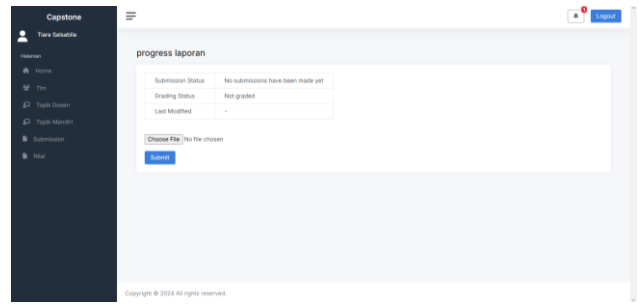 Capstone
1
Logout
Tiara Salsabila
Halaman
Home
Tim
Topik Dosen
Topik Mandiri
Submission
Nilai
progress laporan
Submission Status No submissions have been made yet
Grading Status Not graded
Last Modified -
Choose File No file chosen
Submit
Copyright © 2024 All rights reserved.